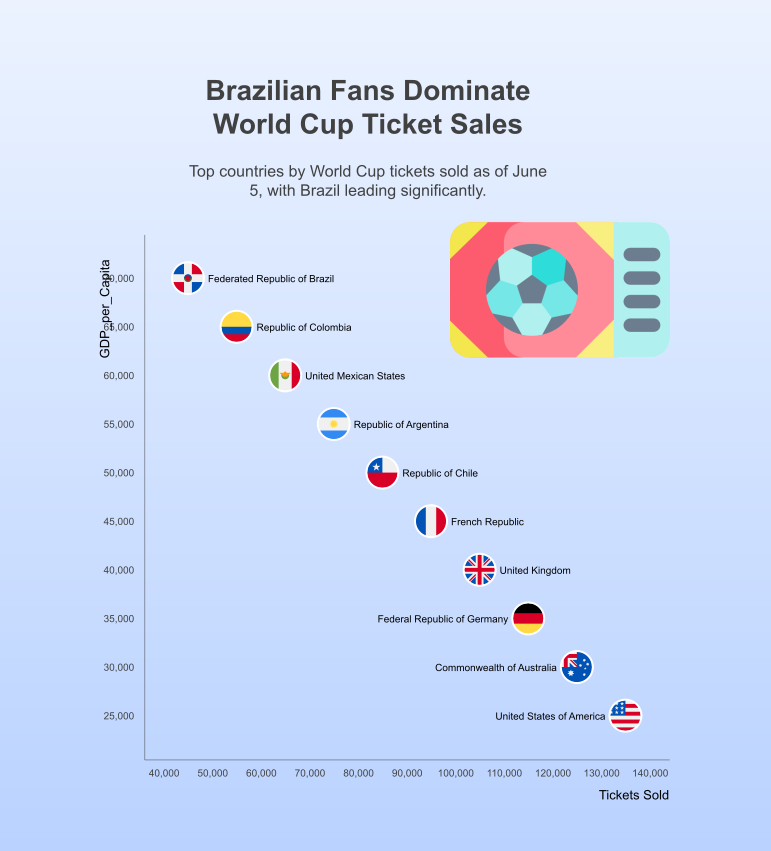 Brazilian Fans Dominate
World Cup Ticket Sales
Top countries by World Cup tickets sold as of June
5, with Brazil leading significantly.
GDP_per_Capita
70,000
65,000
60,000
55,000
50,000
45,000
40,000
35,000
30,000
25,000
Federated Republic of Brazil
Republic of Colombia
United Mexican States
Republic of Argentina
Republic of Chile
French Republic
United Kingdom
Federal Republic of Germany
Commonwealth of Australia
United States of America
40,000 50,000 60,000 70,000 80,000 90,000 100,000 110,000 120,000 130,000 140,000
Tickets Sold